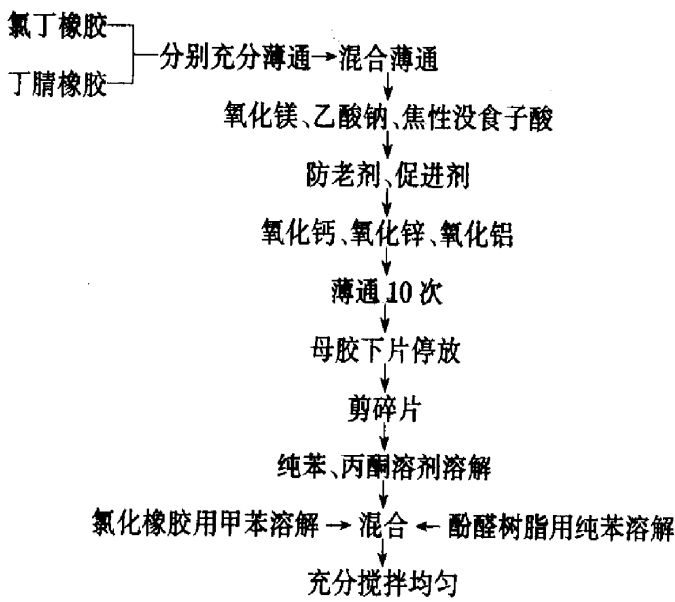 氯丁橡胶
丁腈橡胶
分别充分薄通→混合薄通
氧化镁、乙酸钠、焦性没食子酸
防老剂、促进剂
氧化钙、氧化锌、氧化铝
薄通10次
母胶下片停放
剪碎片
纯苯、丙酮溶剂溶解
氯化橡胶用甲苯溶解→混合←酚醛树脂用纯苯溶解
充分搅拌均匀